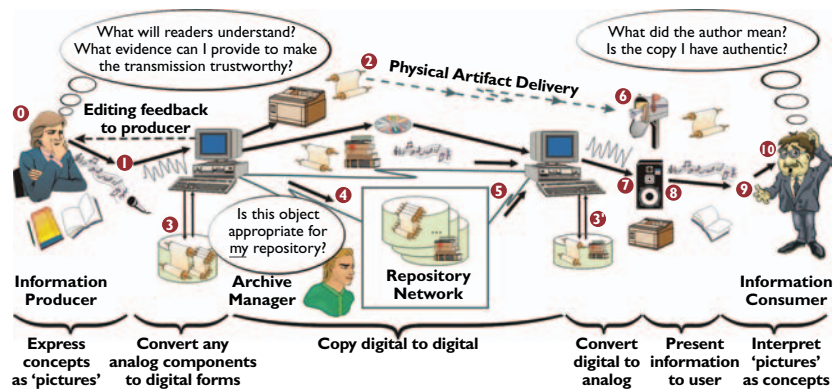 What will readers understand?
What evidence can I provide to make
the transmission trustworthy?
What did the author mean?
Is the copy I have authentic?
0
Editing feedback
to producer
1
2
Physical Artifact Delivery
6
3
Is this object
appropriate for
my repository?
4
5
...
Repository
Network
3'
7
8
9
10
Information
Producer
Archive
Manager
Information
Consumer
Express
concepts
as 'pictures'
Convert any
analog components
to digital forms
Copy digital to digital
Convert
digital to
analog
Present
information
to user
Interpret
'pictures'
as concepts